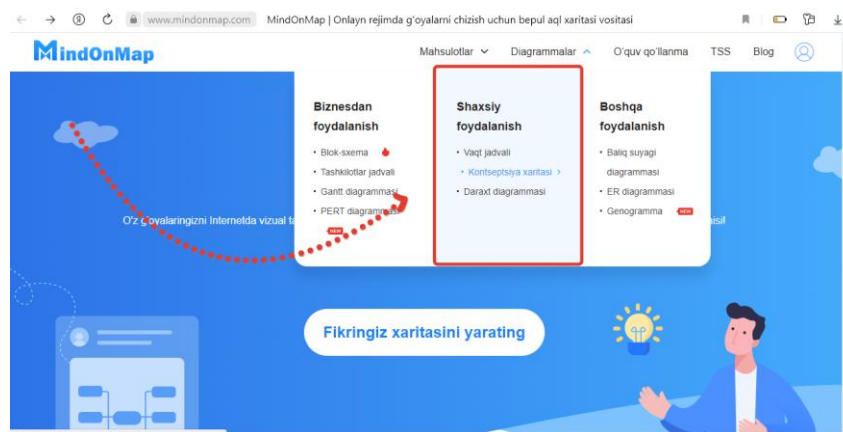 www.mindonmap.com MindOnMap | Onlayn rejimda g'oyalarni chizish uchun bepul aql xaritasi vositasi
MindOnMap
Mahsulotlar Diagrammalar O'quv qo'llanma TSS Blog
Biznesdan foydalanish
Blok-sxema
Tashkilotlar jadvali
Gantt diagrammasi
PERT diagrammasi
NEW
Shaxsiy foydalanish
Vaqt jadvali
Kontseptsiya xaritasi >
Daraxt diagrammasi
Boshqa foydalanish
Baliq suyagi diagrammasi
ER diagrammasi
Genogramma NEW
O'z g'oyalaringizni Internetda vizual
Fikringiz xaritasini yarating